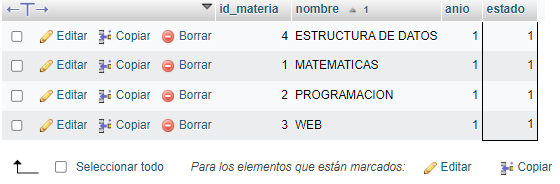 id_materia nombre 1 anio estado
Editar Copiar Borrar 4 ESTRUCTURA DE DATOS 1 1
Editar Copiar Borrar 1 MATEMATICAS 1 1
Editar Copiar Borrar 2 PROGRAMACION 1 1
Editar Copiar Borrar 3 WEB 1 1
Seleccionar todo Para los elementos que están marcados: Editar Copiar